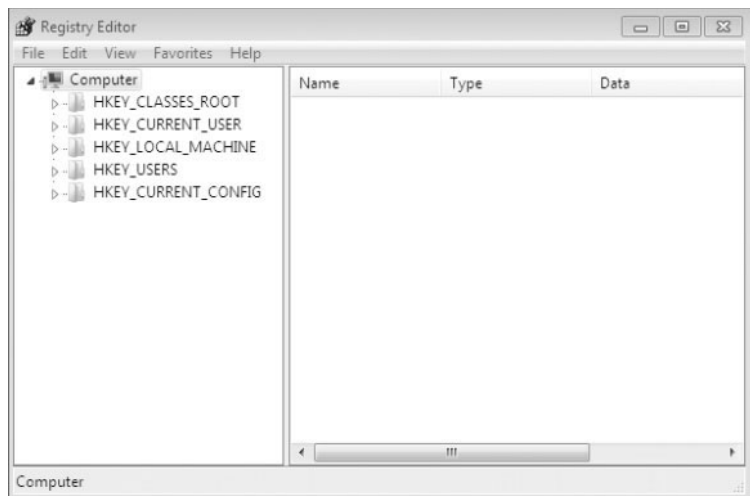 Registry Editor
File Edit View Favorites Help
Computer
HKEY_CLASSES_ROOT
HKEY_CURRENT_USER
HKEY_LOCAL_MACHINE
HKEY_USERS
HKEY_CURRENT_CONFIG
Name Type Data
Computer